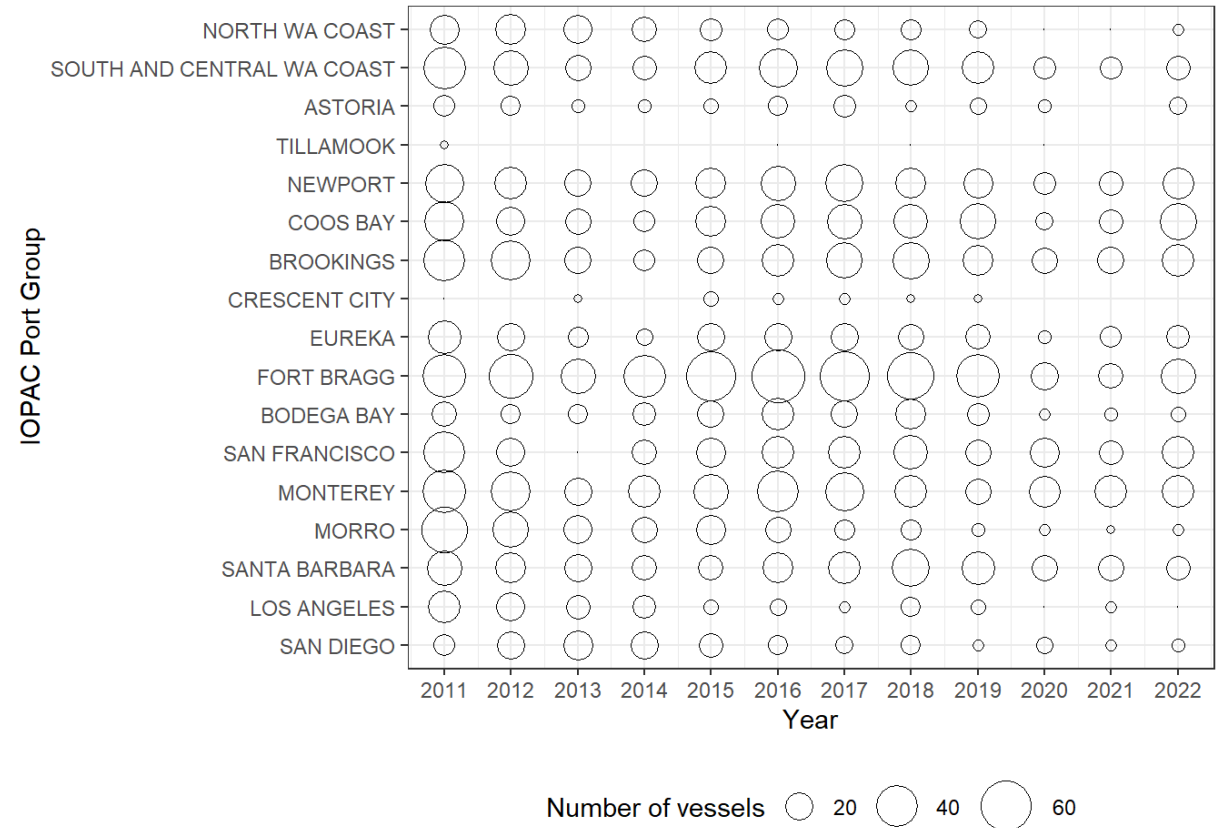 NORTH WA COAST
SOUTH AND CENTRAL WA COAST
ASTORIA
TILLAMOOK
NEWPORT
COOS BAY
BROOKINGS
CRESCENT CITY
EUREKA
FORT BRAGG
BODEGA BAY
SAN FRANCISCO
MONTEREY
MORRO
SANTA BARBARA
LOS ANGELES
SAN DIEGO
IOPAC Port Group
2011 2012 2013 2014 2015 2016 2017 2018 2019 2020 2021 2022
Year
Number of vessels 20 40 60